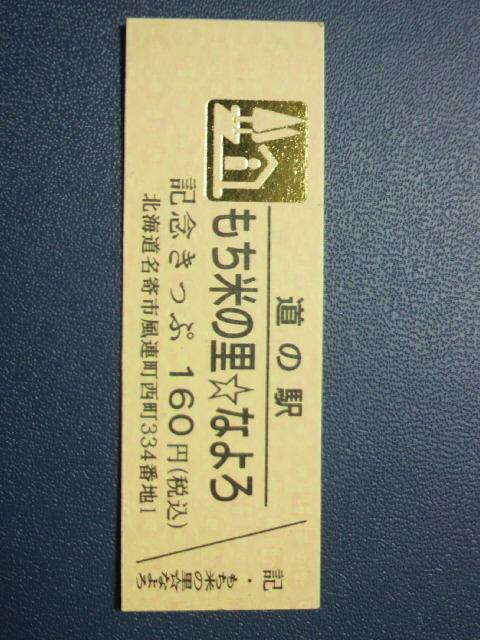 道の駅
もち米の里☆なよろ
記念きっぷ 160円(税込)
北海道名寄市風連町西町334番地1
記・もち米の里☆なよろ